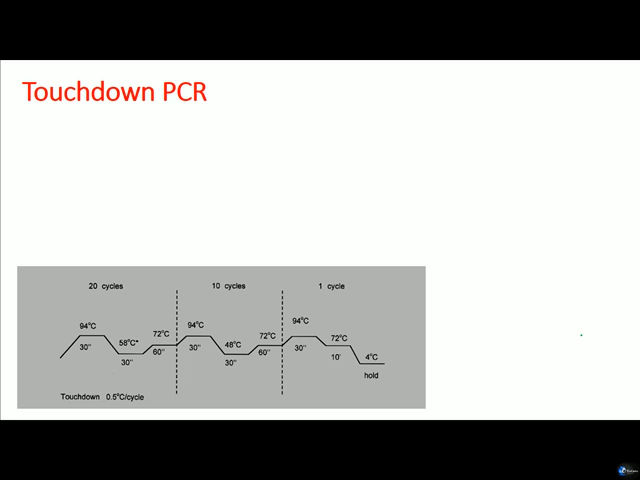 Touchdown PCR
20 cycles 10 cycles 1 cycle
94°C 58°C* 72°C 94°C 48°C 72°C 94°C 72°C 4°C
30'' 30'' 60'' 30'' 30'' 60'' 30'' 10' hold
Touchdown 0.5°C/cycle